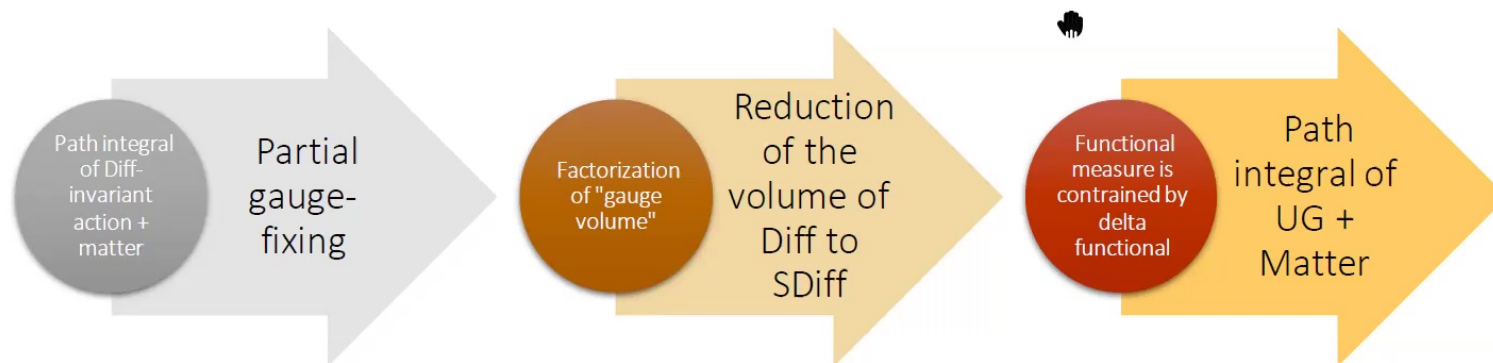 Path integral
of Diff-
invariant
action +
matter
Partial
gauge-
fixing
Factorization
of "gauge
volume"
Reduction
of the
volume of
Diff to
SDiff
Functional
measure is
contrained by
delta
functional
Path
integral of
UG +
Matter